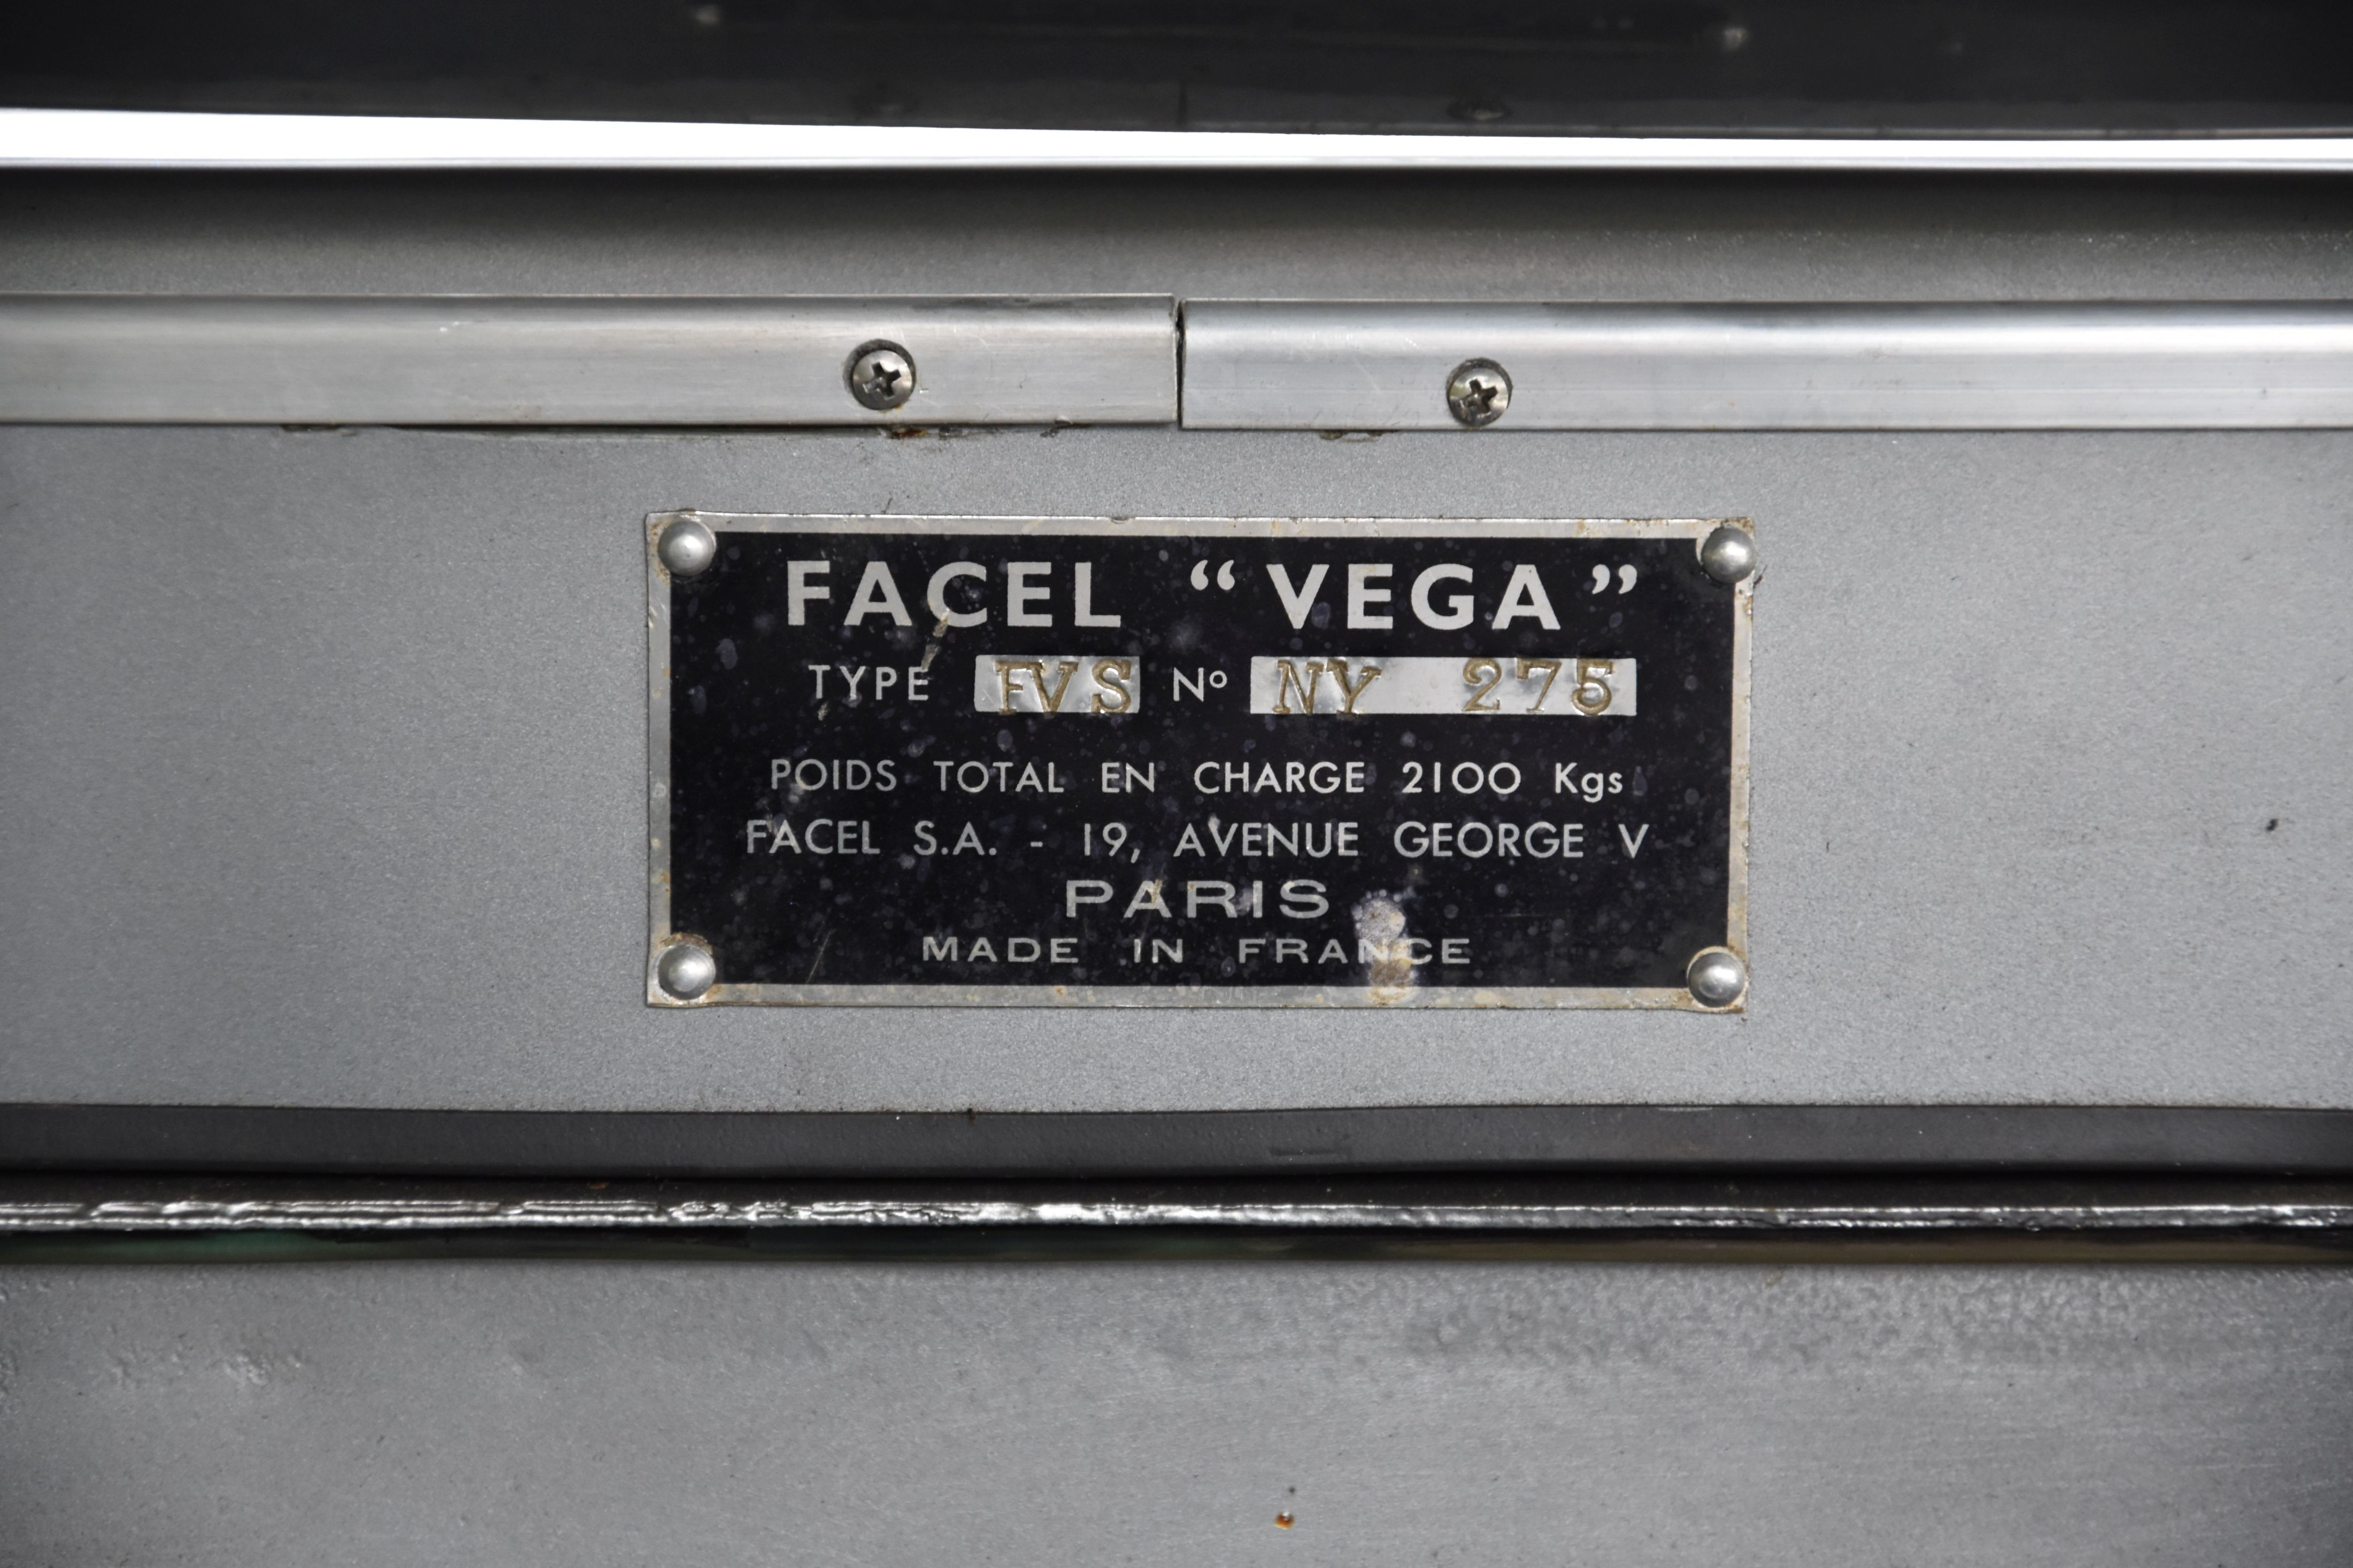 FACEL “VEGA”
TYPE FVS Nº NY 275
POIDS TOTAL EN CHARGE 2100 Kgs
FACEL S.A. - 19, AVENUE GEORGE V
PARIS
MADE IN FRANCE